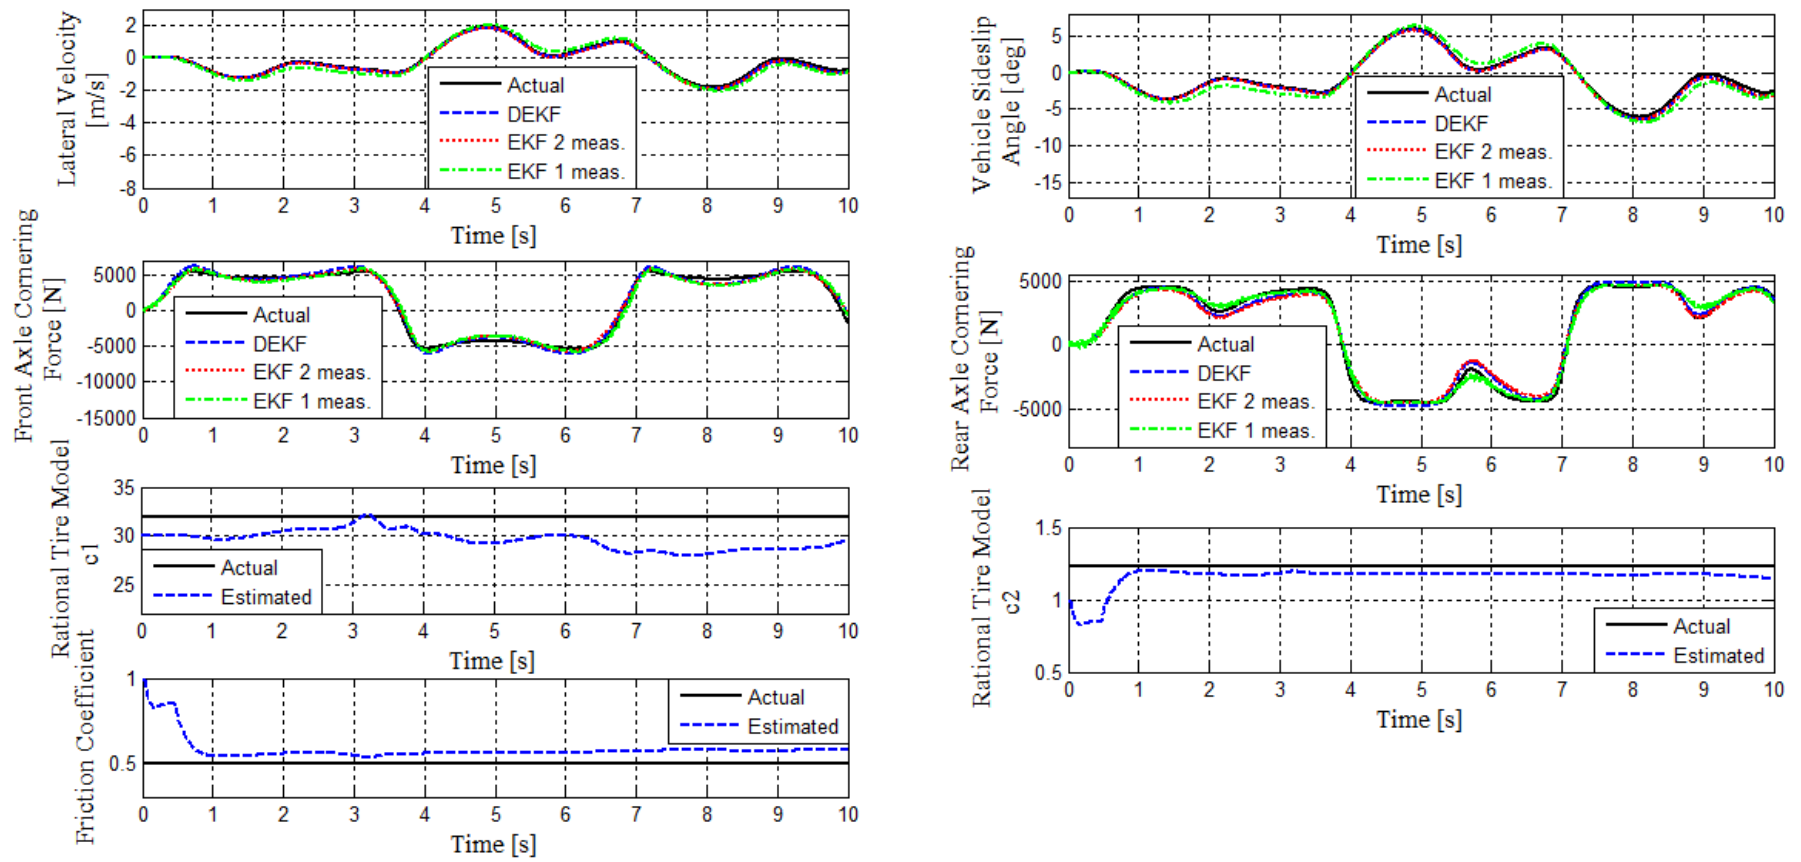 Lateral Velocity
[m/s]
2
0
-2
-4
-6
-8
Actual
DEKF
EKF 2 meas.
EKF 1 meas.
0 1 2 3 4 5 6 7 8 9 10
Time [s]
Vehicle Sideslip
Angle [deg]
5
0
-5
-10
-15
Actual
DEKF
EKF 2 meas.
EKF 1 meas.
0 1 2 3 4 5 6 7 8 9 10
Time [s]
Front Axle Cornering
Force [N]
5000
0
-5000
-10000
-15000
Actual
DEKF
EKF 2 meas.
EKF 1 meas.
0 1 2 3 4 5 6 7 8 9 10
Time [s]
Rear Axle Cornering
Force [N]
5000
0
-5000
Actual
DEKF
EKF 2 meas.
EKF 1 meas.
0 1 2 3 4 5 6 7 8 9 10
Time [s]
Rational Tire Model
c1
35
30
25
Actual
Estimated
0 1 2 3 4 5 6 7 8 9 10
Time [s]
Rational Tire Model
c2
1.5
1
0.5
Actual
Estimated
0 1 2 3 4 5 6 7 8 9 10
Time [s]
Friction Coefficient
1
0.5
Actual
Estimated
0 1 2 3 4 5 6 7 8 9 10
Time [s]